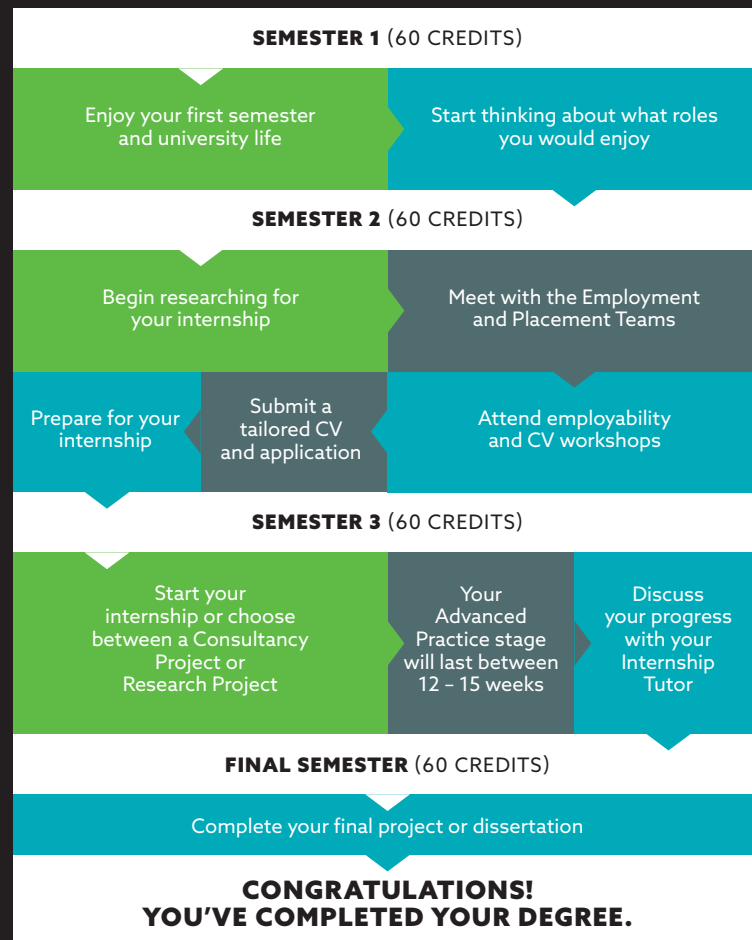 SEMESTER 1 (60 CREDITS)
Enjoy your first semester
and university life
Start thinking about what roles
you would enjoy
SEMESTER 2 (60 CREDITS)
Begin researching for
your internship
Meet with the Employment
and Placement Teams
Attend employability
and CV workshops
Submit a
tailored CV
and application
Prepare for your
internship
SEMESTER 3 (60 CREDITS)
Start your
internship or choose
between a Consultancy
Project or
Research Project
Your
Advanced
Practice stage
will last between
12 – 15 weeks
Discuss
your progress
with your
Internship
Tutor
FINAL SEMESTER (60 CREDITS)
Complete your final project or dissertation
CONGRATULATIONS!
YOU'VE COMPLETED YOUR DEGREE.